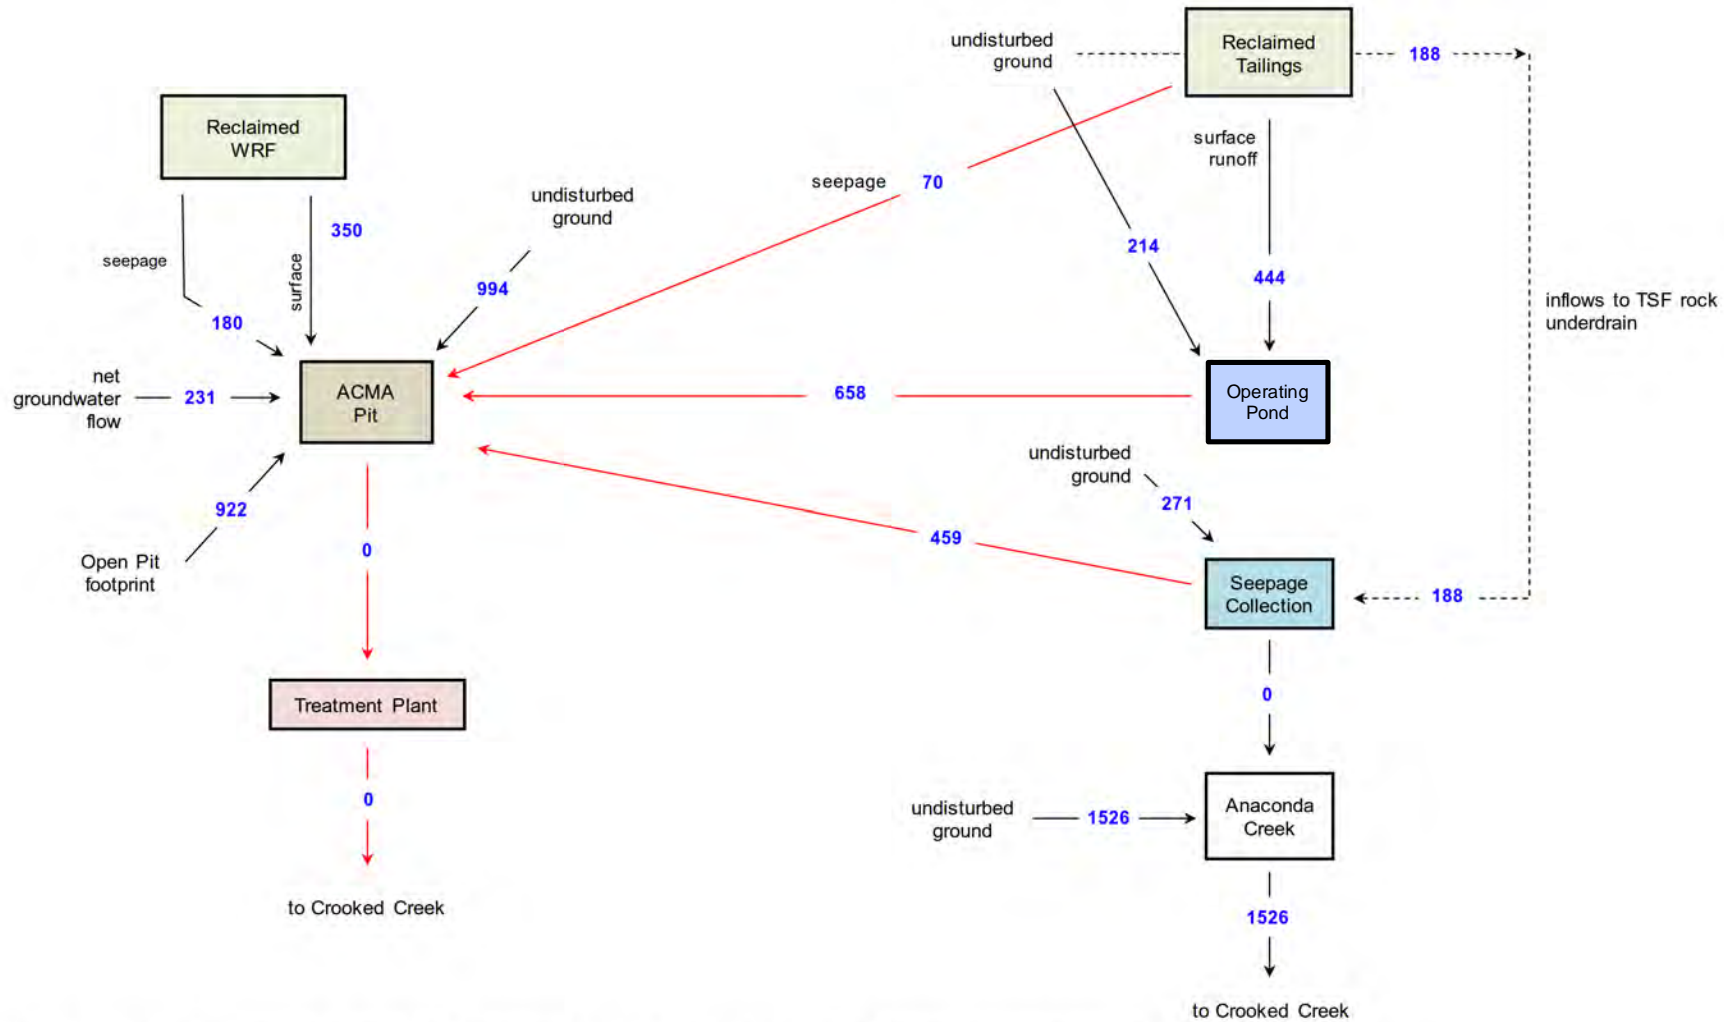 undisturbed
ground
Reclaimed
Tailings
188
Reclaimed
WRF
surface
runoff
seepage
70
undisturbed
ground
350
214
seepage
surface
994
444
180
inflows to TSF rock
underdrain
net
groundwater
flow
231
ACMA
Pit
658
Operating
Pond
undisturbed
ground
271
922
459
0
Open Pit
footprint
Seepage
Collection
188
Treatment Plant
0
0
undisturbed
ground
1526
Anaconda
Creek
to Crooked Creek
1526
to Crooked Creek